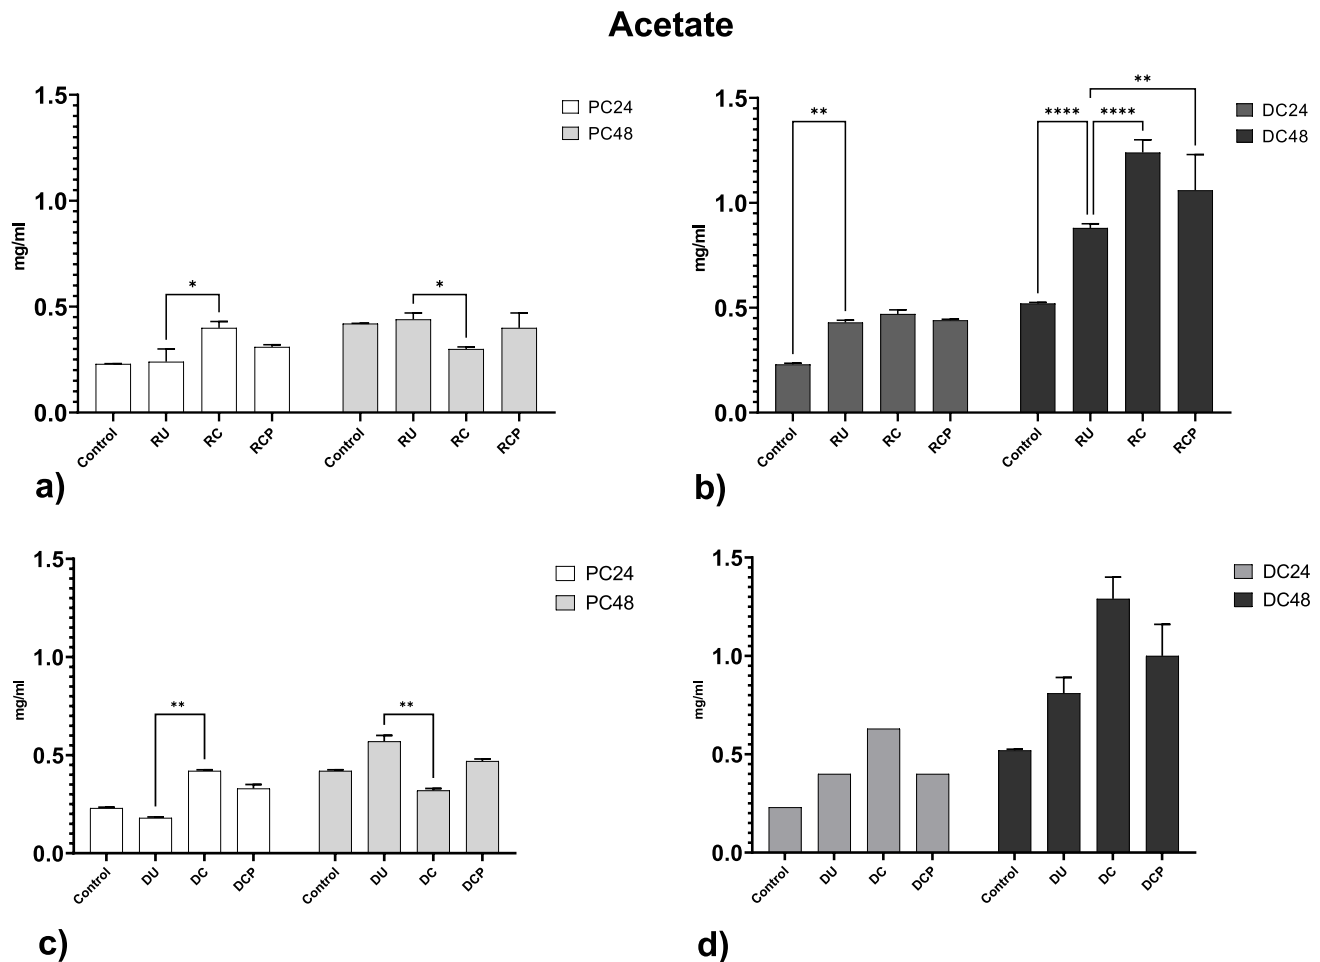 Acetate
1.5
1.0
0.5
0.0
mg/ml
*
*
PC24
PC48
Control
RU
RC
RCP
Control
RU
RC
RCP
a)
1.5
1.0
0.5
0.0
mg/ml
**
****
****
**
DC24
DC48
Control
RU
RC
RCP
Control
RU
RC
RCP
b)
1.5
1.0
0.5
0.0
mg/ml
**
**
PC24
PC48
Control
DU
DC
DCP
Control
DU
DC
DCP
c)
1.5
1.0
0.5
0.0
mg/ml
DC24
DC48
Control
DU
DC
DCP
Control
DU
DC
DCP
d)